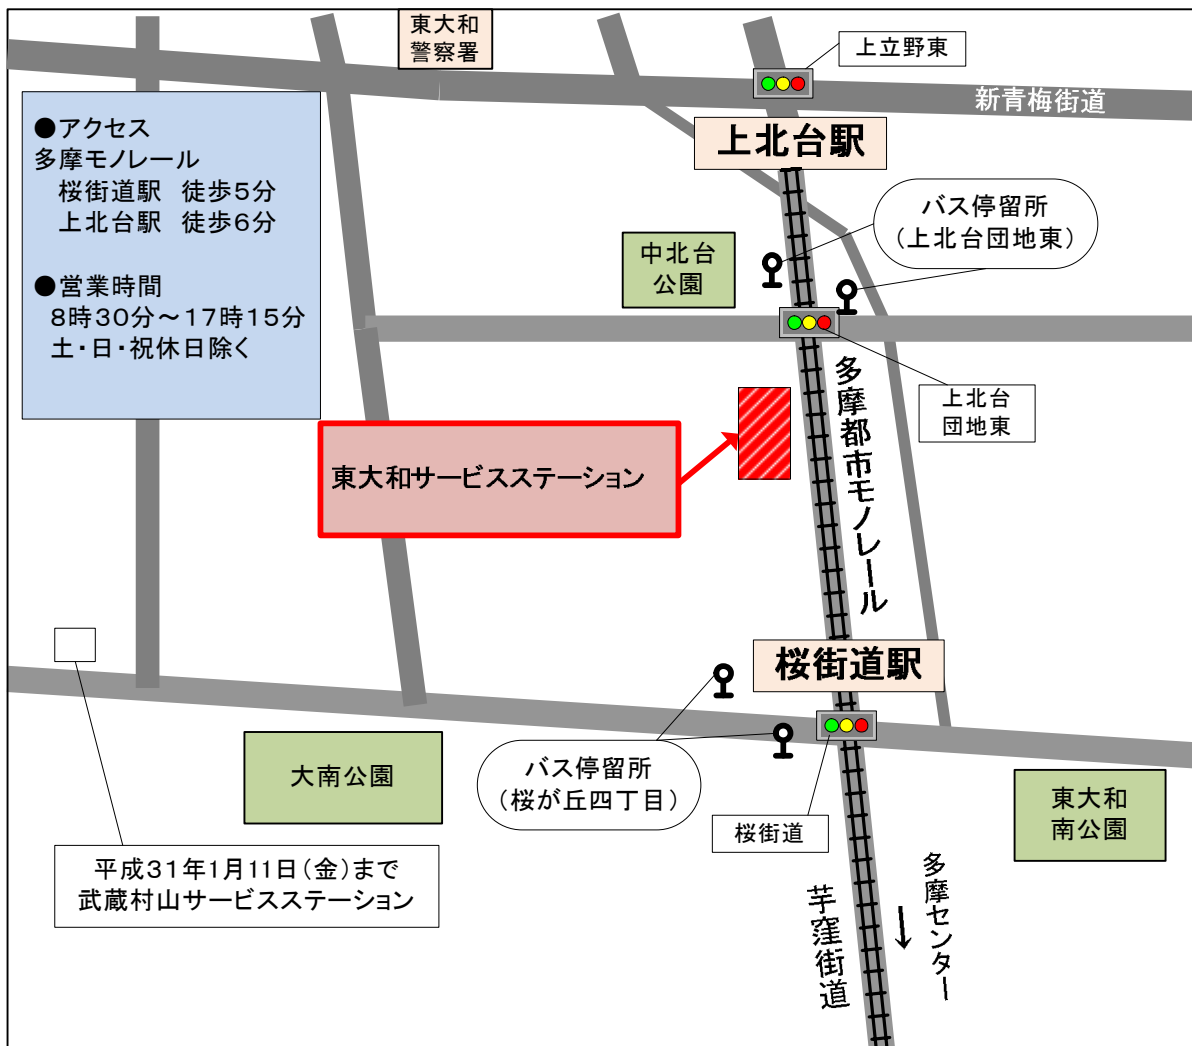 東大和
警察署
上立野東
新青梅街道
●アクセス
多摩モノレール
桜街道駅 徒歩5分
上北台駅 徒歩6分
●営業時間
8時30分～17時15分
土・日・祝休日除く
上北台駅
バス停留所
(上北台団地東)
中北台
公園
上北台
団地東
多摩都市モノレール
東大和サービスステーション
桜街道駅
大南公園
バス停留所
(桜が丘四丁目)
桜街道
東大和
南公園
平成31年1月11日(金)まで
武蔵村山サービスステーション
芋窪街道
多摩センター